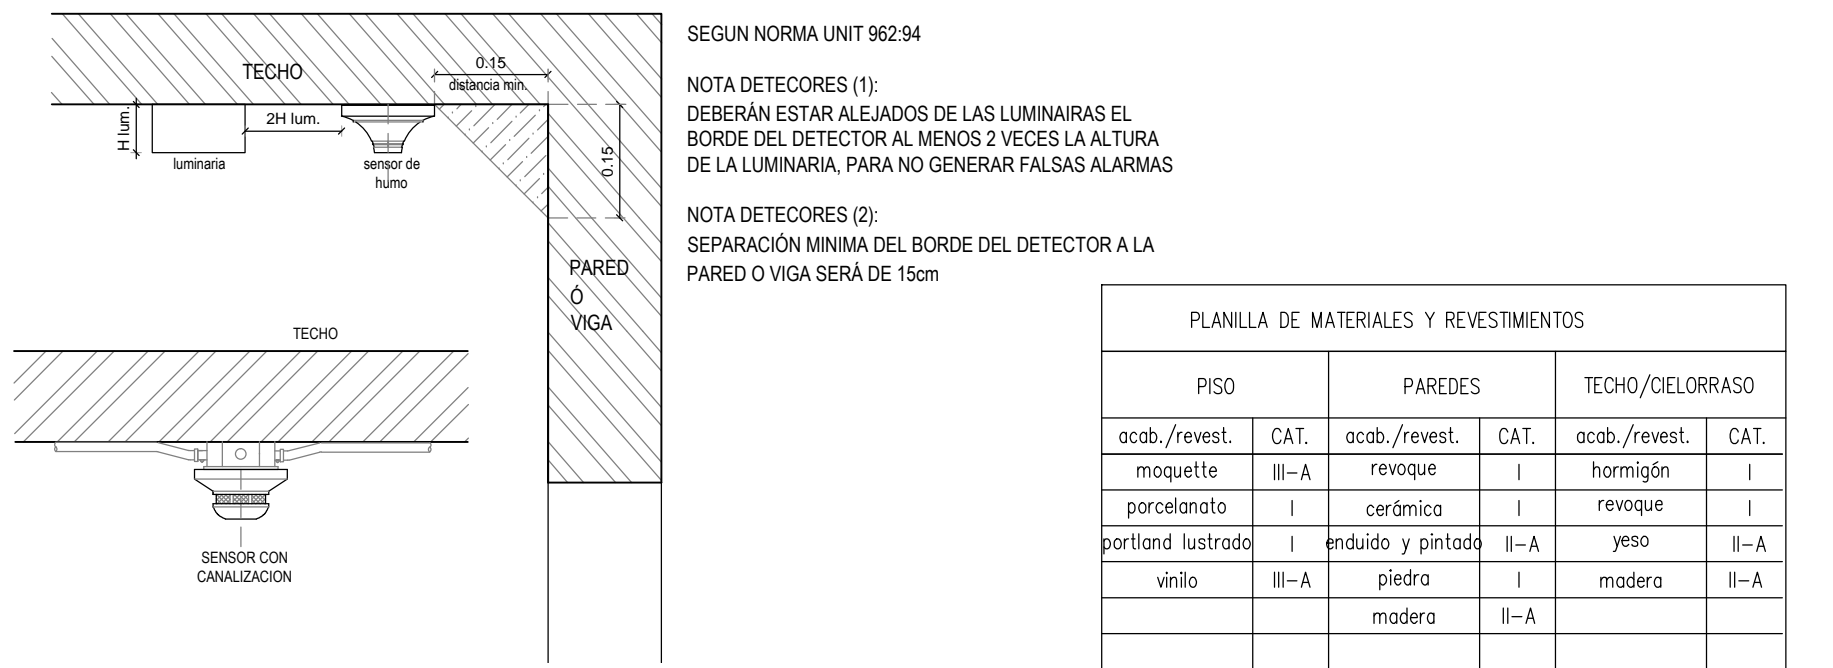 TECHO
0.15
distancia min.
H lum.
2H lum.
luminaria
sensor de
humo
0.15
PARED
Ó
VIGA
TECHO
SENSOR CON
CANALIZACION
SEGUN NORMA UNIT 962:94
NOTA DETECORES (1):
DEBERÁN ESTAR ALEJADOS DE LAS LUMINAIRAS EL
BORDE DEL DETECTOR AL MENOS 2 VECES LA ALTURA
DE LA LUMINARIA, PARA NO GENERAR FALSAS ALARMAS
NOTA DETECORES (2):
SEPARACIÓN MINIMA DEL BORDE DEL DETECTOR A LA
PARED O VIGA SERÁ DE 15cm
PLANILLA DE MATERIALES Y REVESTIMIENTOS
PISO PAREDES TECHO/CIELORRASO
acab./revest. CAT. acab./revest. CAT. acab./revest. CAT.
moquette III-A revoque I hormigón I
porcelanato I cerámica I revoque I
portland lustrado I enduido y pintado II-A yeso II-A
vinilo III-A piedra I madera II-A
madera II-A